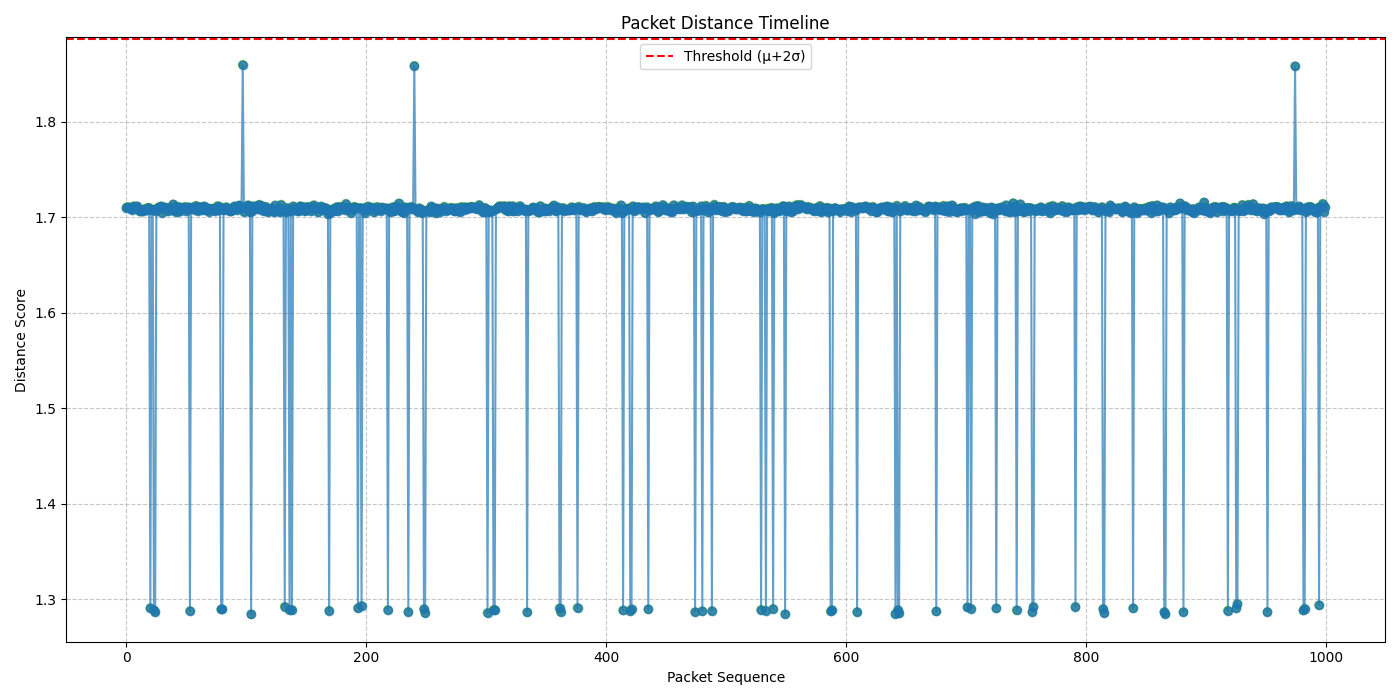 Packet Distance Timeline
Threshold (μ+2σ)
Distance Score
1.8
1.7
1.6
1.5
1.4
1.3
0 200 400 600 800 1000
Packet Sequence